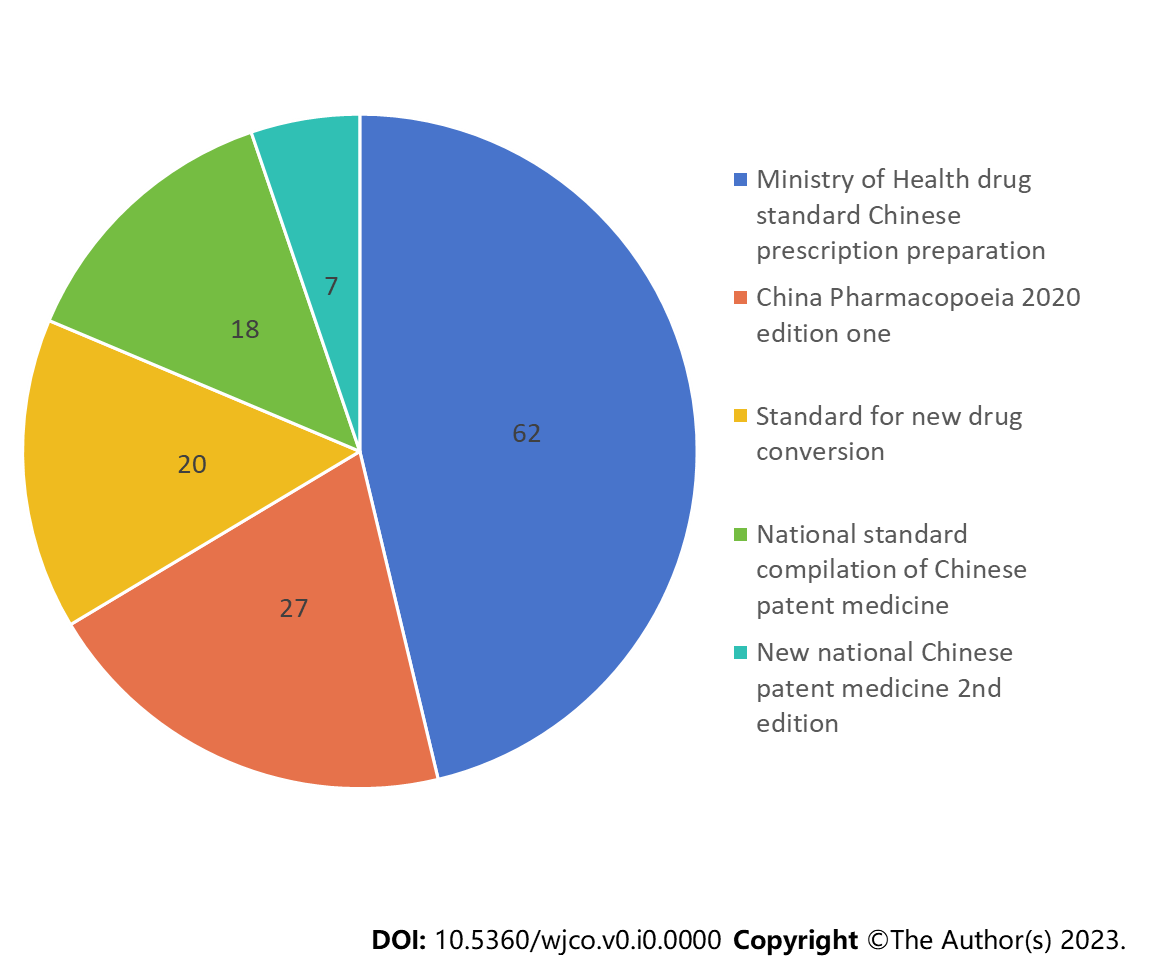 62
27
20
18
7
Ministry of Health drug
standard Chinese
prescription preparation
China Pharmacopoeia 2020
edition one
Standard for new drug
conversion
National standard
compilation of Chinese
patent medicine
New national Chinese
patent medicine 2nd
edition
DOI: 10.5360/wjco.v0.i0.0000 Copyright ©The Author(s) 2023.